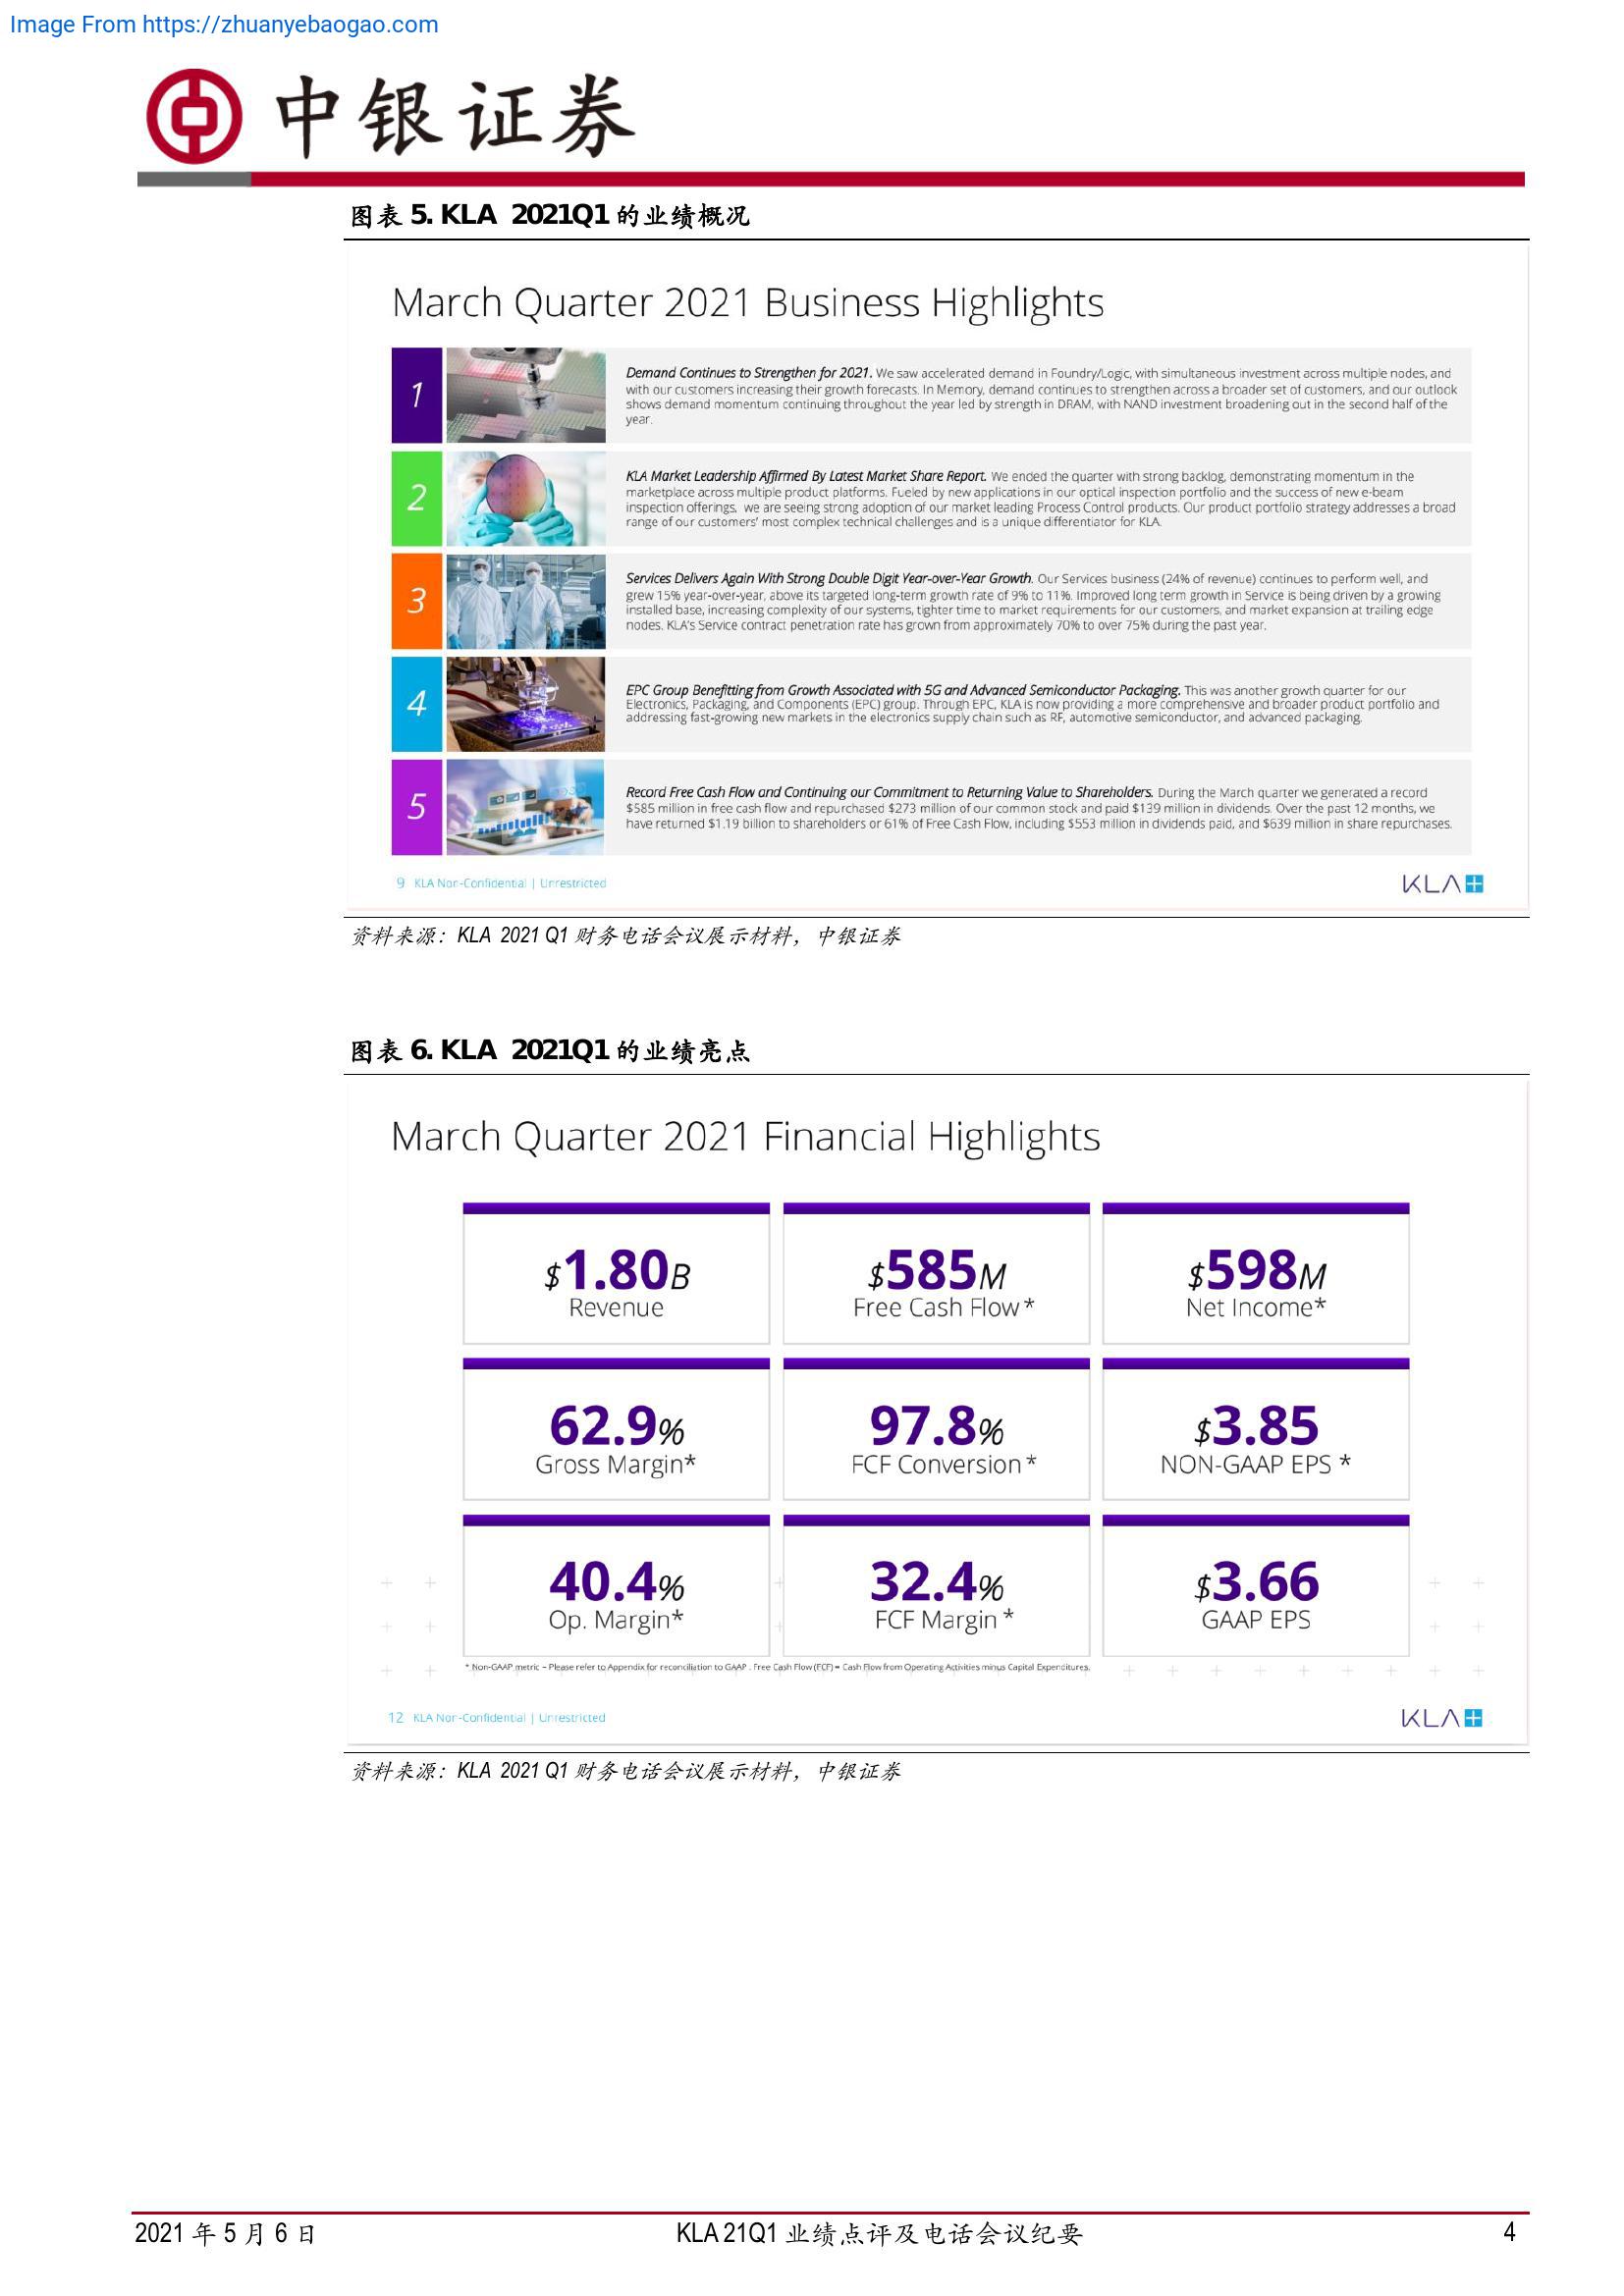 Image From https://zhuanyebaogao.com
中银证券
图表 5. KLA 2021Q1 的业绩概况
March Quarter 2021 Business Highlights
1
Demand Continues to Strengthen for 2021. We saw accelerated demand in Foundry/Logic, with simultaneous investment across multiple nodes, and
with our customers increasing their growth forecasts. In Memory, demand continues to strengthen across a broader set of customers, and our outlook
shows demand momentum continuing throughout the year led by strength in DRAM, with NAND investment broadening out in the second half of the
year.
2
KLA Market Leadership Affirmed By Latest Market Share Report. We ended the quarter with strong backlog, demonstrating momentum in the
marketplace across multiple product platforms. Fueled by new applications in our optical inspection portfolio and the success of new e-beam
inspection offerings, we are seeing strong adoption of our market leading Process Control products. Our product portfolio strategy addresses a broad
range of our customers' most complex technical challenges and is a unique differentiator for KLA.
3
Services Delivers Again With Strong Double Digit Year-over-Year Growth. Our Services business (24% of revenue) continues to perform well, and
grew 15% year-over-year, above its targeted long-term growth rate of 9% to 11%. Improved long term growth in Service is being driven by a growing
installed base, increasing complexity of our systems, tighter time to market requirements for our customers, and market expansion at trailing edge
nodes. KLA's Service contract penetration rate has grown from approximately 70% to over 75% during the past year.
4
EPC Group Benefitting from Growth Associated with 5G and Advanced Semiconductor Packaging. This was another growth quarter for our
Electronics, Packaging, and Components (EPC) group. Through EPC, KLA is now providing a more comprehensive and broader product portfolio and
addressing fast-growing new markets in the electronics supply chain such as RF, automotive semiconductor, and advanced packaging.
5
Record Free Cash Flow and Continuing our Commitment to Returning Value to Shareholders. During the March quarter we generated a record
$585 million in free cash flow and repurchased $273 million of our common stock and paid $139 million in dividends. Over the past 12 months, we
have returned $1.19 billion to shareholders or 61% of Free Cash Flow, including $553 million in dividends paid, and $639 million in share repurchases.
9 KLA Non-Confidential | Unrestricted
KLA
资料来源：KLA 2021 Q1 财务电话会议展示材料，中银证券
图表 6. KLA 2021Q1 的业绩亮点
March Quarter 2021 Financial Highlights
$1.80B
Revenue
$585M
Free Cash Flow *
$598M
Net Income*
62.9%
Gross Margin*
97.8%
FCF Conversion *
$3.85
NON-GAAP EPS *
40.4%
Op. Margin*
32.4%
FCF Margin *
$3.66
GAAP EPS
* Non-GAAP metric – Please refer to Appendix for reconciliation to GAAP . Free Cash Flow (FCF) = Cash Flow from Operating Activities minus Capital Expenditures.
12 KLA Non-Confidential | Unrestricted
KLA
资料来源：KLA 2021 Q1 财务电话会议展示材料，中银证券
2021 年 5 月 6 日
KLA 21Q1 业绩点评及电话会议纪要
4